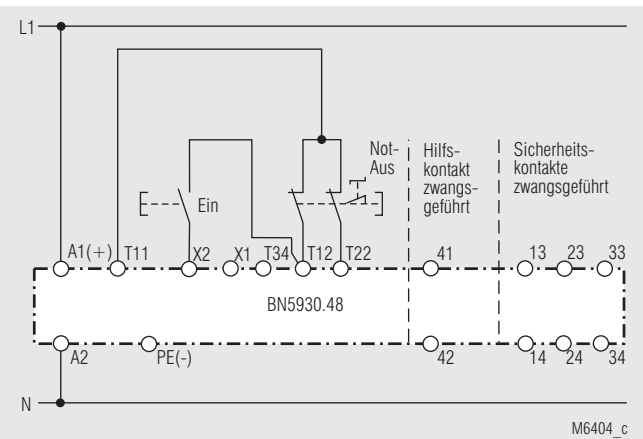 L1
Not-
Aus
Hilfs-
kontakt
zwangs-
geführt
Sicherheits-
kontakte
zwangsgeführt
Ein
A1(+) T11 X2 X1 T34 T12 T22 41 13 23 33
BN5930.48
A2 PE(-) 42 14 24 34
N
M6404_c